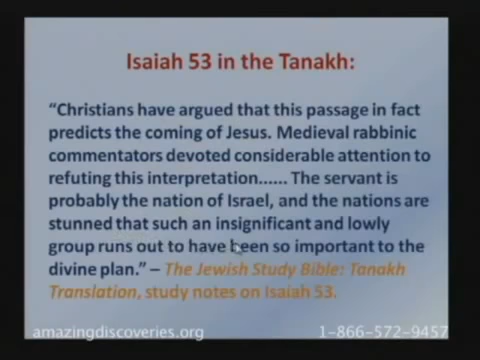 Isaiah 53 in the Tanakh:
“Christians have argued that this passage in fact
predicts the coming of Jesus. Medieval rabbinic
commentators devoted considerable attention to
refuting this interpretation...... The servant is
probably the nation of Israel, and the nations are
stunned that such an insignificant and lowly
group runs out to have been so important to the
divine plan.” – The Jewish Study Bible: Tanakh
Translation, study notes on Isaiah 53.
amazingdiscoveries.org 1-866-572-9457